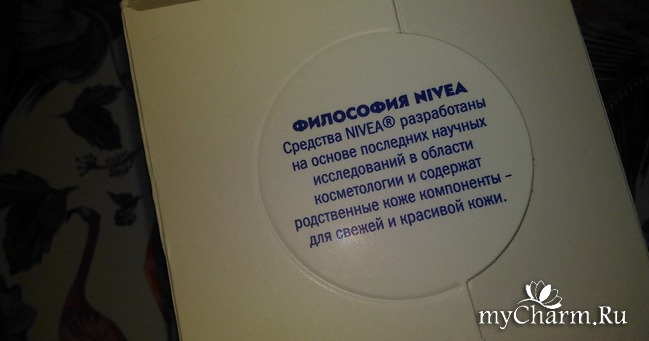 ФИЛОСОФИЯ NIVEA
Средства NIVEA® разработаны
на основе последних научных
исследований в области
косметологии и содержат
родственные коже компоненты –
для свежей и красивой кожи.
myCharm.Ru